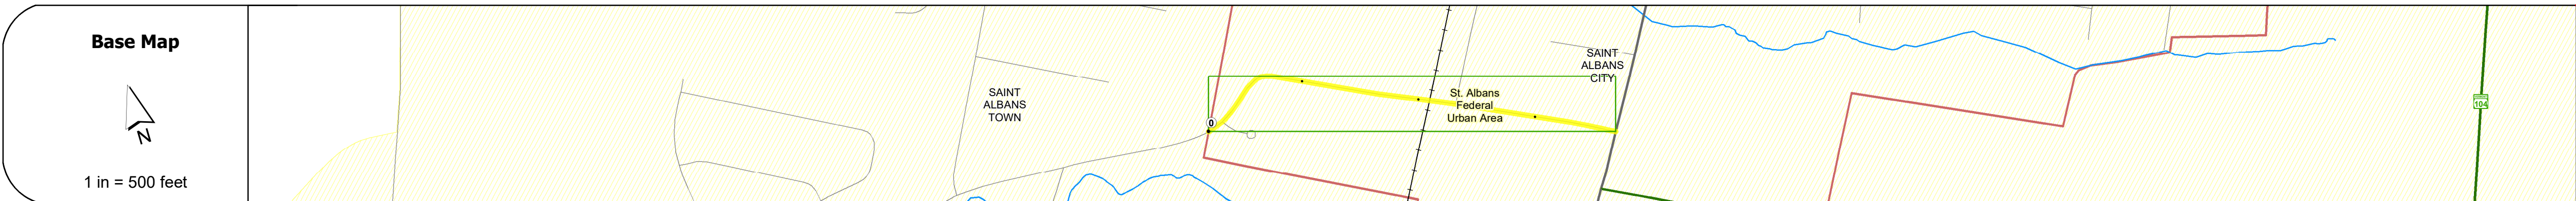 Base Map
N
1 in = 500 feet
SAINT
ALBANS
TOWN
0
SAINT
ALBANS
CITY
St. Albans
Federal
Urban Area
104